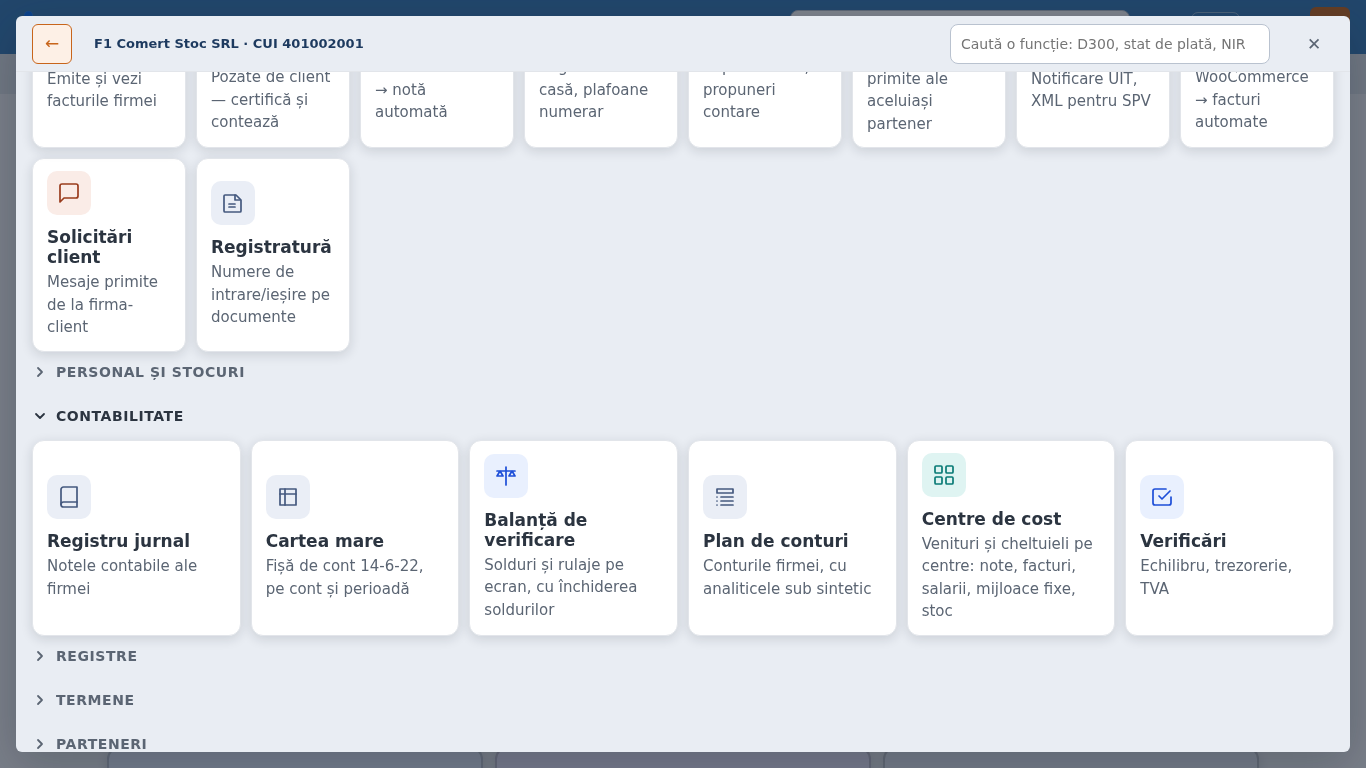 ←
F1 Comert Stoc SRL · CUI 401002001
Caută o funcție: D300, stat de plată, NIR
✕
Emite și vezi
facturile firmei
Pozate de client
— certifică și
contează
→ notă
automată
casă, plafoane
numerar
propuneri
contare
primite ale
aceluiași
partener
Notificare UIT,
XML pentru SPV
WooCommerce
→ facturi
automate
Solicitări
client
Mesaje primite
de la firma-
client
Registratură
Numere de
intrare/ieșire pe
documente
PERSONAL ȘI STOCURI
CONTABILITATE
Registru jurnal
Notele contabile ale
firmei
Cartea mare
Fișă de cont 14-6-22,
pe cont și perioadă
Balanță de
verificare
Solduri și rulaje pe
ecran, cu închiderea
soldurilor
Plan de conturi
Conturile firmei, cu
analiticele sub sintetic
Centre de cost
Venituri și cheltuieli pe
centre: note, facturi,
salarii, mijloace fixe,
stoc
Verificări
Echilibru, trezorerie,
TVA
REGISTRE
TERMENE
PARTENERI